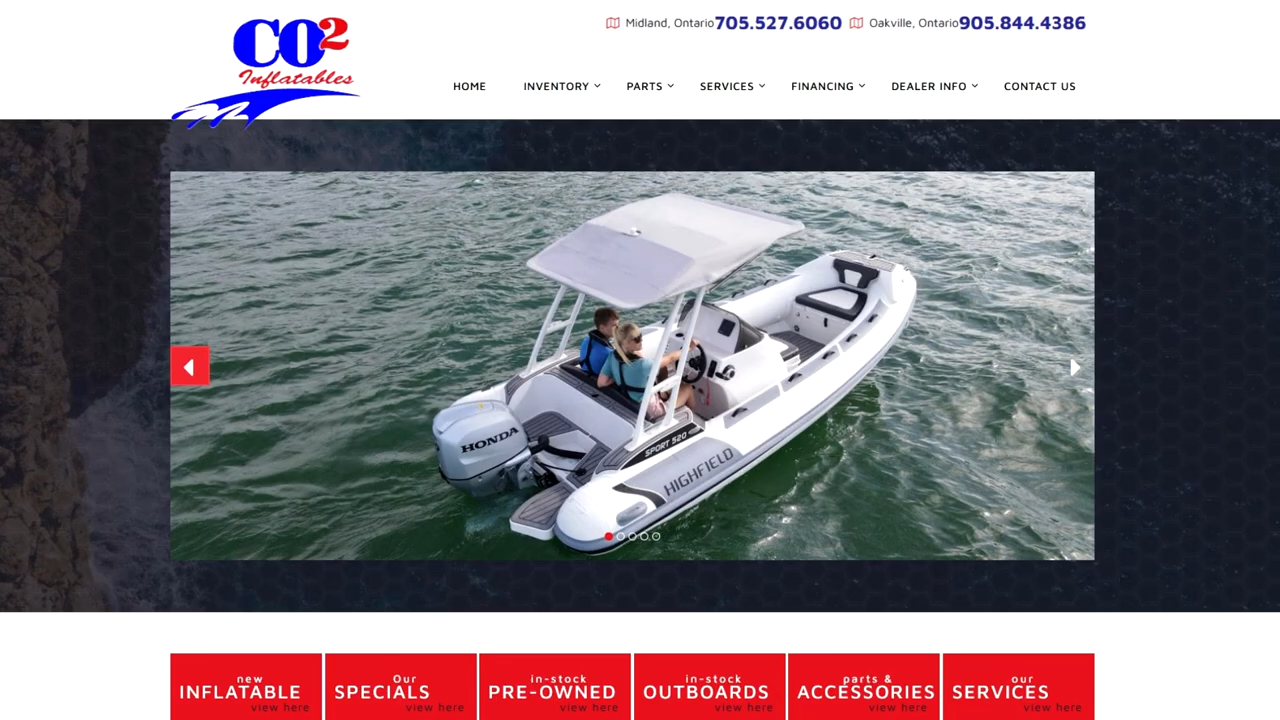 CO2
Inflatables
Midland, Ontario 705.527.6060 Oakville, Ontario 905.844.4386
HOME INVENTORY PARTS SERVICES FINANCING DEALER INFO CONTACT US
HONDA
SPORT 520
HIGHFIELD
new
INFLATABLE
view here
Our
SPECIALS
view here
in-stock
PRE-OWNED
view here
in-stock
OUTBOARDS
view here
parts &
ACCESSORIES
view here
our
SERVICES
view here